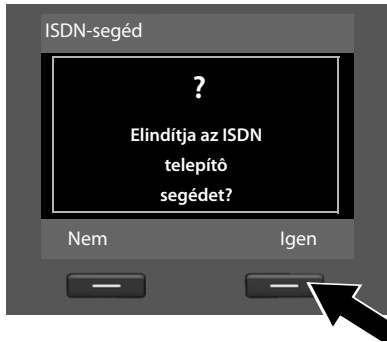 ISDN-segéd
?
Elindítja az ISDN
telepítô
segédet?
Nem Igen